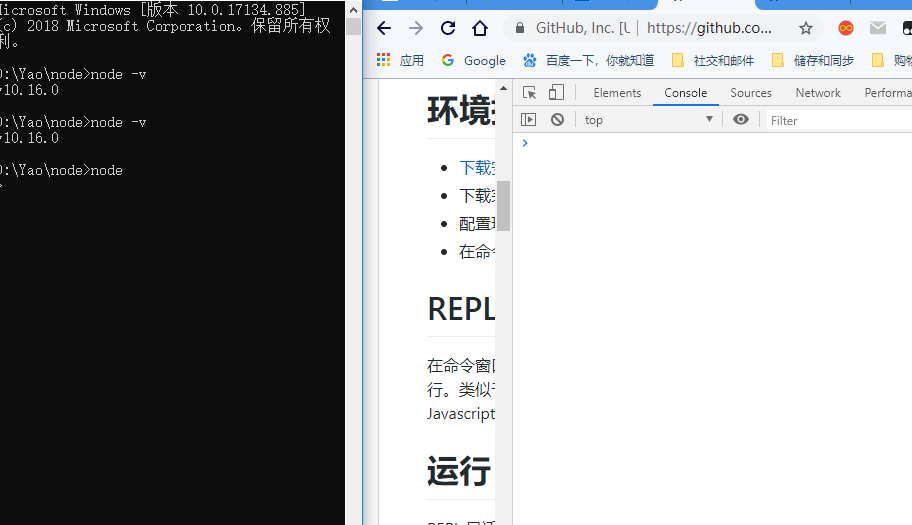 Microsoft Windows [版本 10.0.17134.885]
(c) 2018 Microsoft Corporation。保留所有权
利。
D:\Yao\node>node -v
v10.16.0
D:\Yao\node>node -v
v10.16.0
D:\Yao\node>node
>
GitHub, Inc. [U
https://github.co...
应用
Google
百度一下，你就知道
社交和邮件
储存和同步
购物
环境
下载
下载
配置
在命
REPL
在命令窗
行。类似
Javascript
运行
REPL
Elements
Console
Sources
Network
Performa
top
Filter
>